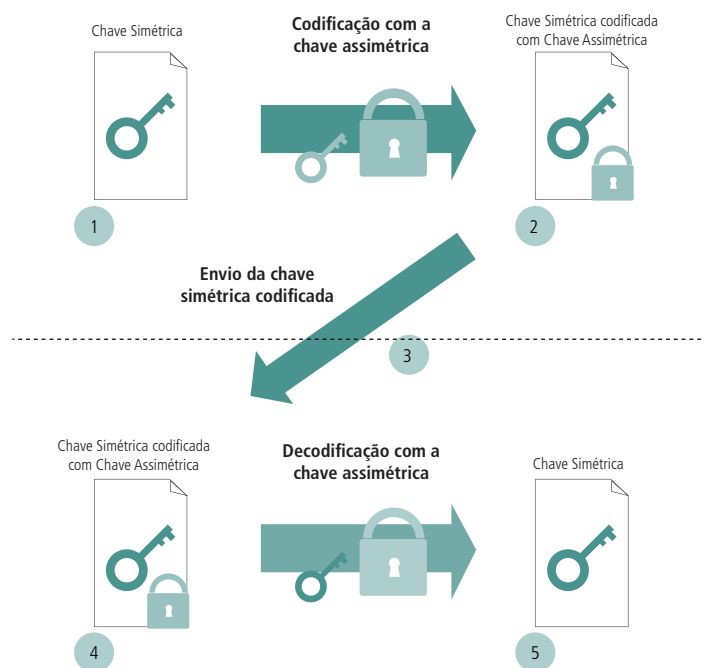 Chave Simétrica
Codificação com a
chave assimétrica
Chave Simétrica codificada
com Chave Assimétrica
1
2
Envio da chave
simétrica codificada
3
Chave Simétrica codificada
com Chave Assimétrica
Decodificação com a
chave assimétrica
Chave Simétrica
4
5